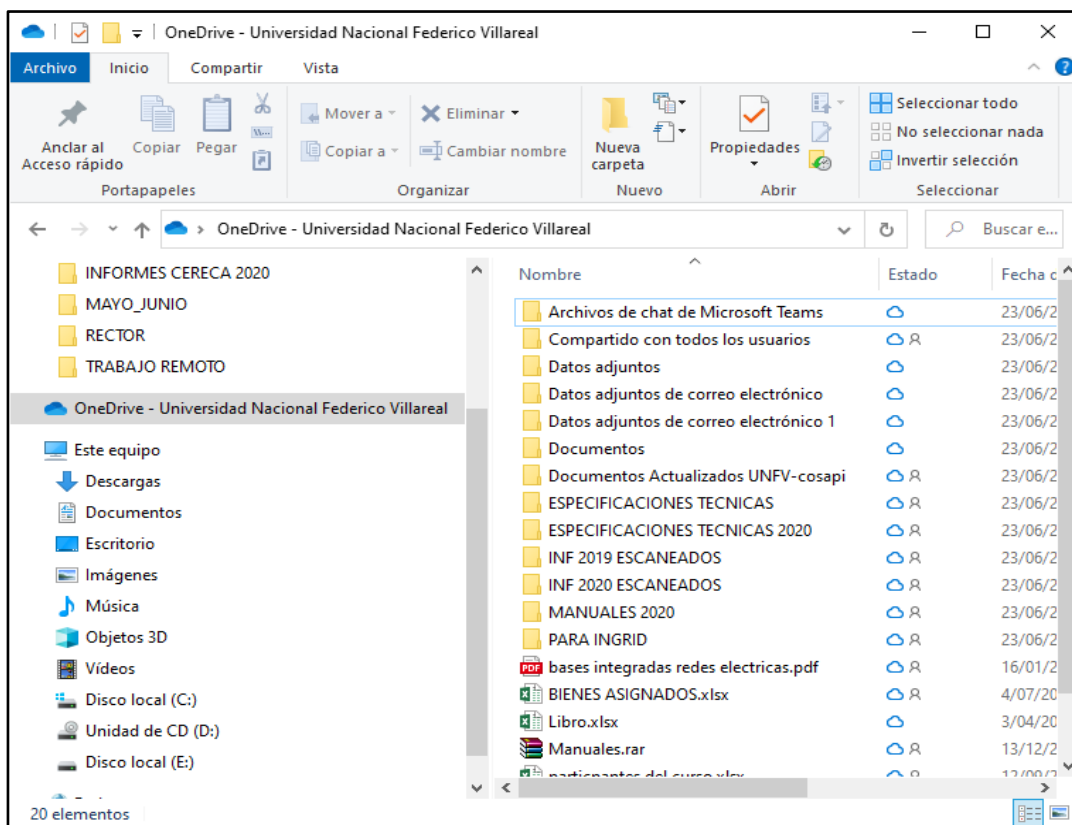 OneDrive - Universidad Nacional Federico Villareal
Archivo Inicio Compartir Vista
Anclar al Acceso rápido
Copiar
Pegar
Mover a
Copiar a
Eliminar
Cambiar nombre
Nueva carpeta
Propiedades
Seleccionar todo
No seleccionar nada
Invertir selección
Portapapeles Organizar Nuevo Abrir Seleccionar
OneDrive - Universidad Nacional Federico Villareal
Buscar e...
INFORMES CERECA 2020
MAYO_JUNIO
RECTOR
TRABAJO REMOTO
OneDrive - Universidad Nacional Federico Villareal
Este equipo
Descargas
Documentos
Escritorio
Imágenes
Música
Objetos 3D
Vídeos
Disco local (C:)
Unidad de CD (D:)
Disco local (E:)
Nombre Estado Fecha c
Archivos de chat de Microsoft Teams 23/06/2
Compartido con todos los usuarios 23/06/2
Datos adjuntos 23/06/2
Datos adjuntos de correo electrónico 23/06/2
Datos adjuntos de correo electrónico 1 23/06/2
Documentos 23/06/2
Documentos Actualizados UNFV-cosapi 23/06/2
ESPECIFICACIONES TECNICAS 23/06/2
ESPECIFICACIONES TECNICAS 2020 23/06/2
INF 2019 ESCANEADOS 23/06/2
INF 2020 ESCANEADOS 23/06/2
MANUALES 2020 23/06/2
PARA INGRID 23/06/2
PDF bases integradas redes electricas.pdf 16/01/2
BIENES ASIGNADOS.xlsx 4/07/20
Libro.xlsx 3/04/20
Manuales.rar 13/12/2
particpantes del curso.xlsx 12/09/2
20 elementos